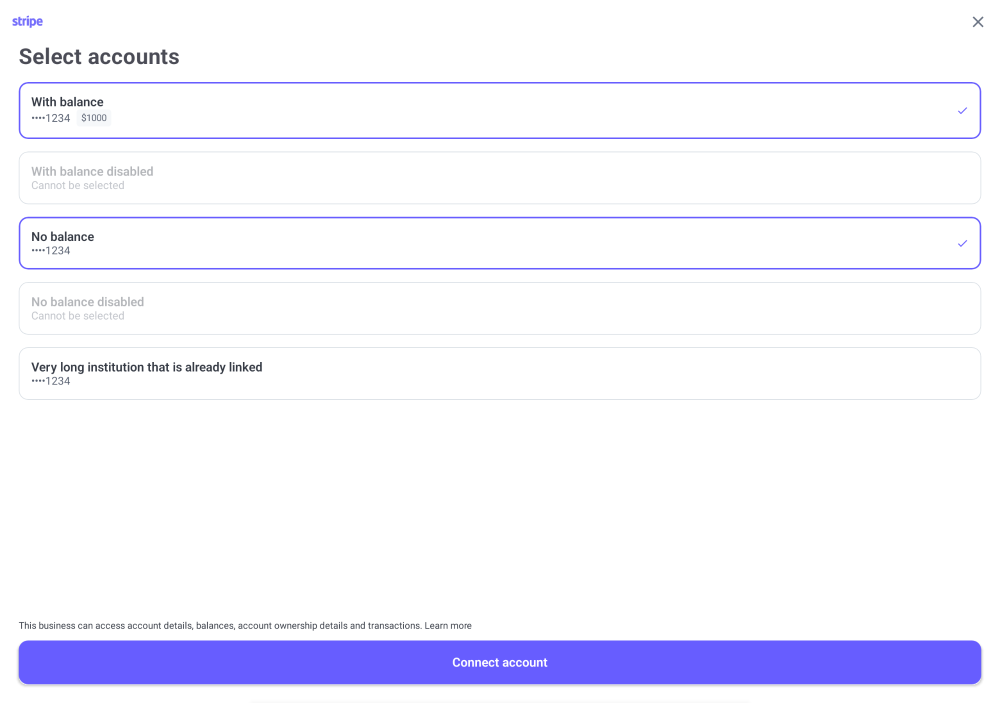 stripe
Select accounts
With balance
••••1234 $1000
With balance disabled
Cannot be selected
No balance
••••1234
No balance disabled
Cannot be selected
Very long institution that is already linked
••••1234
This business can access account details, balances, account ownership details and transactions. Learn more
Connect account